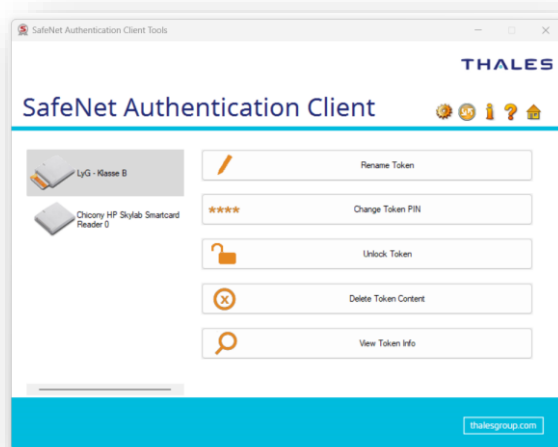 SafeNet Authentication Client Tools
THALES
SafeNet Authentication Client
LyG - Klasse B
Chicony HP Skylab Smartcard
Reader 0
Rename Token
****
Change Token PIN
Unlock Token
Delete Token Content
View Token Info
thalesgroup.com